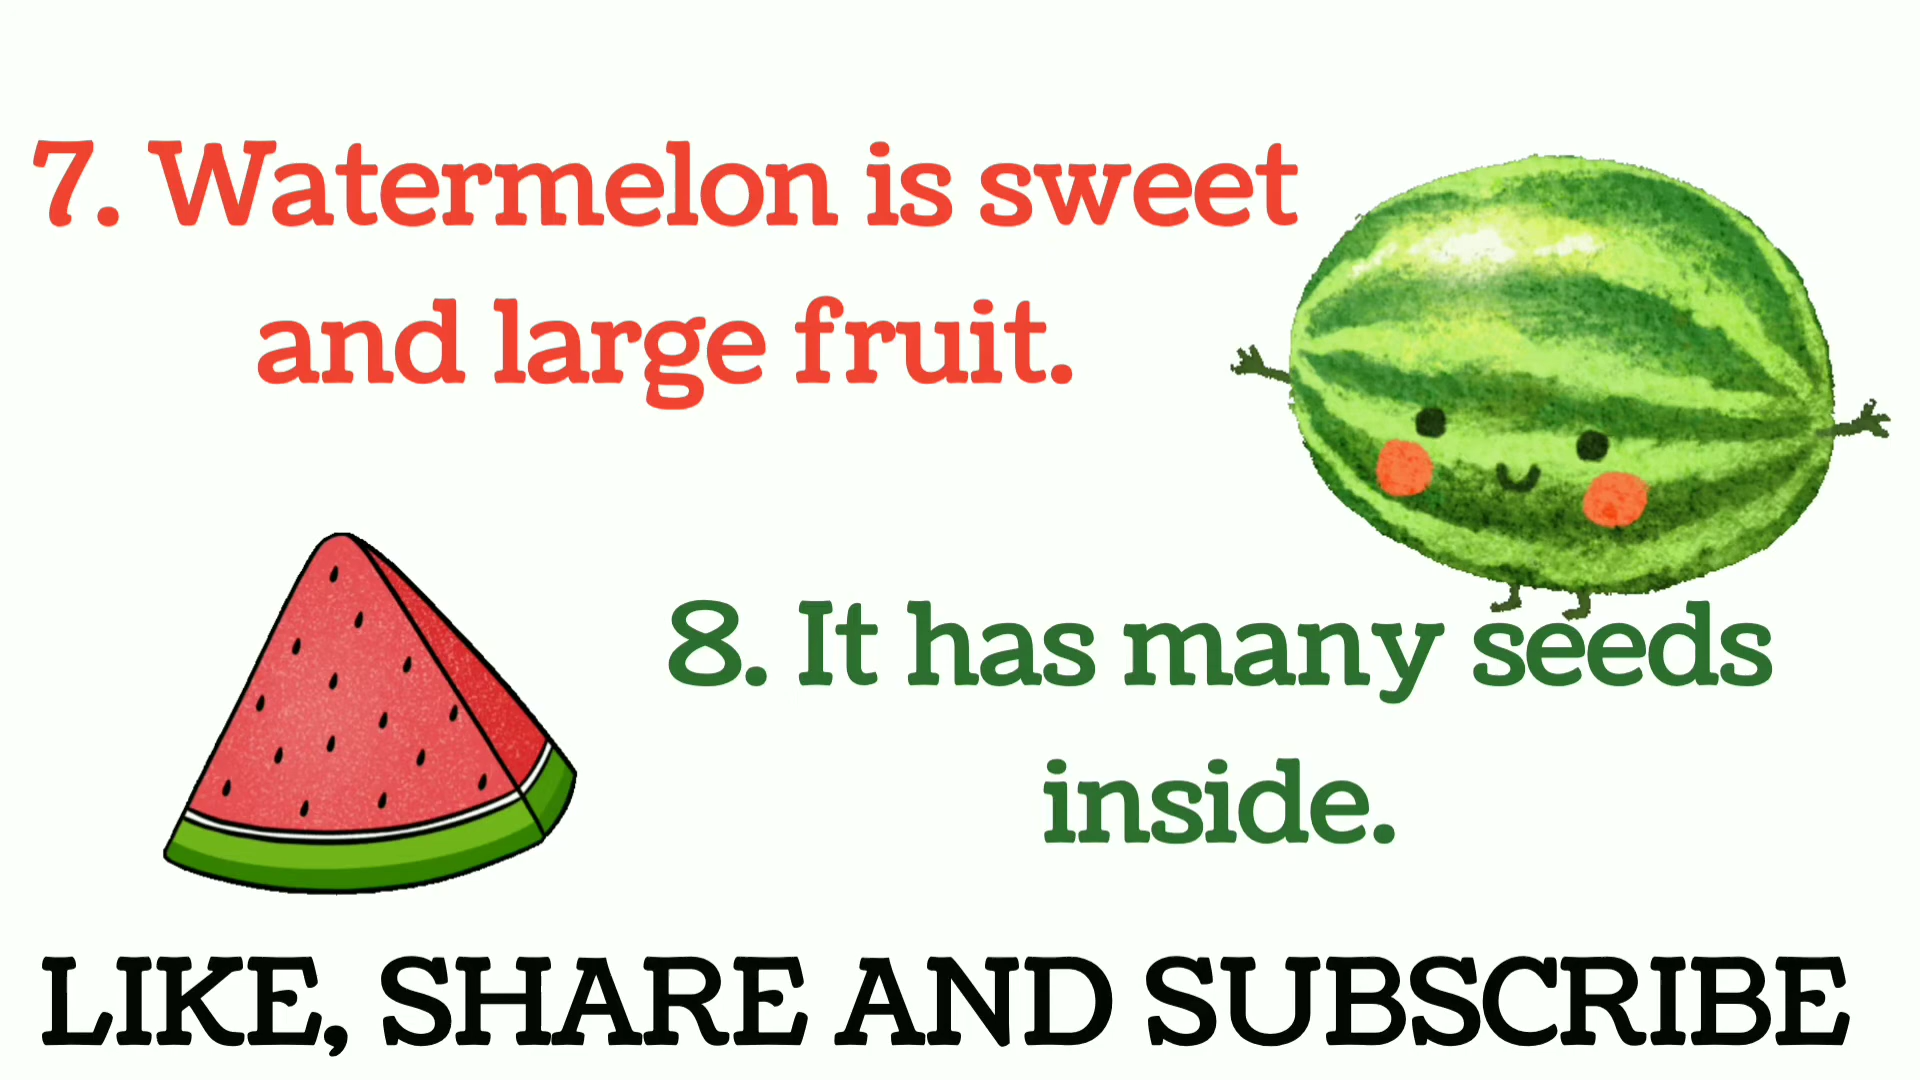 7. Watermelon is sweet
and large fruit.
8. It has many seeds
inside.
LIKE, SHARE AND SUBSCRIBE